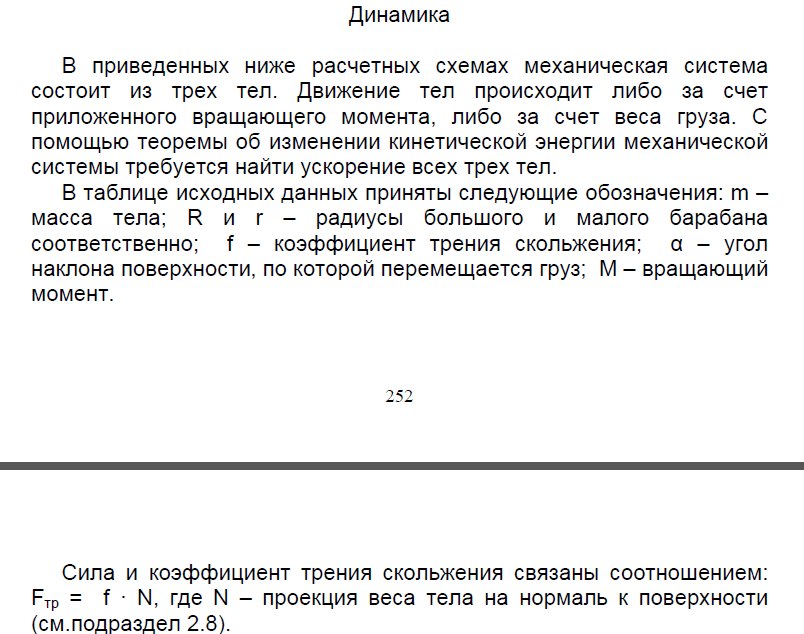 Динамика
В приведенных ниже расчетных схемах механическая система
состоит из трех тел. Движение тел происходит либо за счет
приложенного вращающего момента, либо за счет веса груза. С
помощью теоремы об изменении кинетической энергии механической
системы требуется найти ускорение всех трех тел.
В таблице исходных данных приняты следующие обозначения: m –
масса тела; R и r – радиусы большого и малого барабана
соответственно; f – коэффициент трения скольжения; α – угол
наклона поверхности, по которой перемещается груз; M – вращающий
момент.
252
Сила и коэффициент трения скольжения связаны соотношением:
Fтр = f · N, где N – проекция веса тела на нормаль к поверхности
(см.подраздел 2.8).